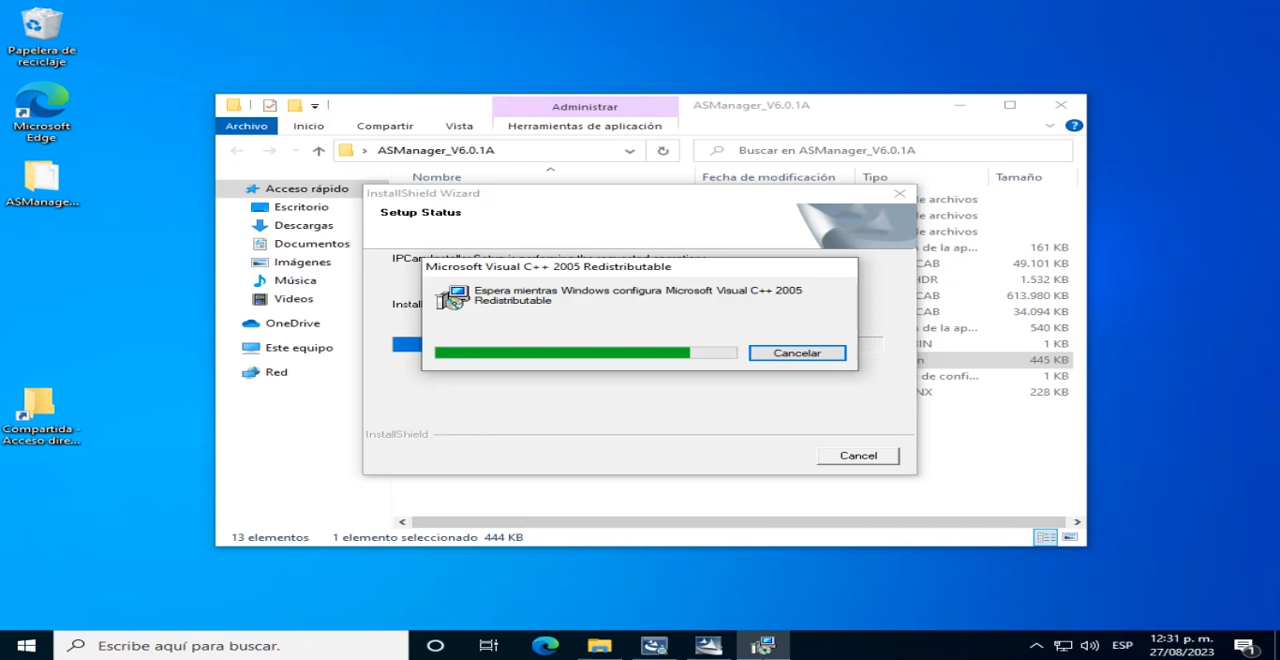 Papelera de
reciclaje
Microsoft
Edge
ASManage...
Compartida -
Acceso dire...
Administrar
ASManager_V6.0.1A
Archivo
Inicio
Compartir
Vista
Herramientas de aplicación
ASManager_V6.0.1A
Buscar en ASManager_V6.0.1A
Nombre
Fecha de modificación
Tipo
Tamaño
Acceso rápido
Escritorio
Descargas
Documentos
Imágenes
Música
Videos
OneDrive
Este equipo
Red
e archivos
e archivos
e archivos
de la ap...
161 KB
CAB
49.101 KB
HDR
1.532 KB
CAB
613.980 KB
CAB
34.094 KB
de la ap...
540 KB
IN
1 KB
n
445 KB
de confi...
1 KB
NX
228 KB
InstallShield Wizard
Setup Status
Install
Microsoft Visual C++ 2005 Redistributable
Espera mientras Windows configura Microsoft Visual C++ 2005
Redistributable
Cancelar
InstallShield
Cancel
13 elementos
1 elemento seleccionado 444 KB
Escribe aquí para buscar.
ESP
12:31 p. m.
27/08/2023
1